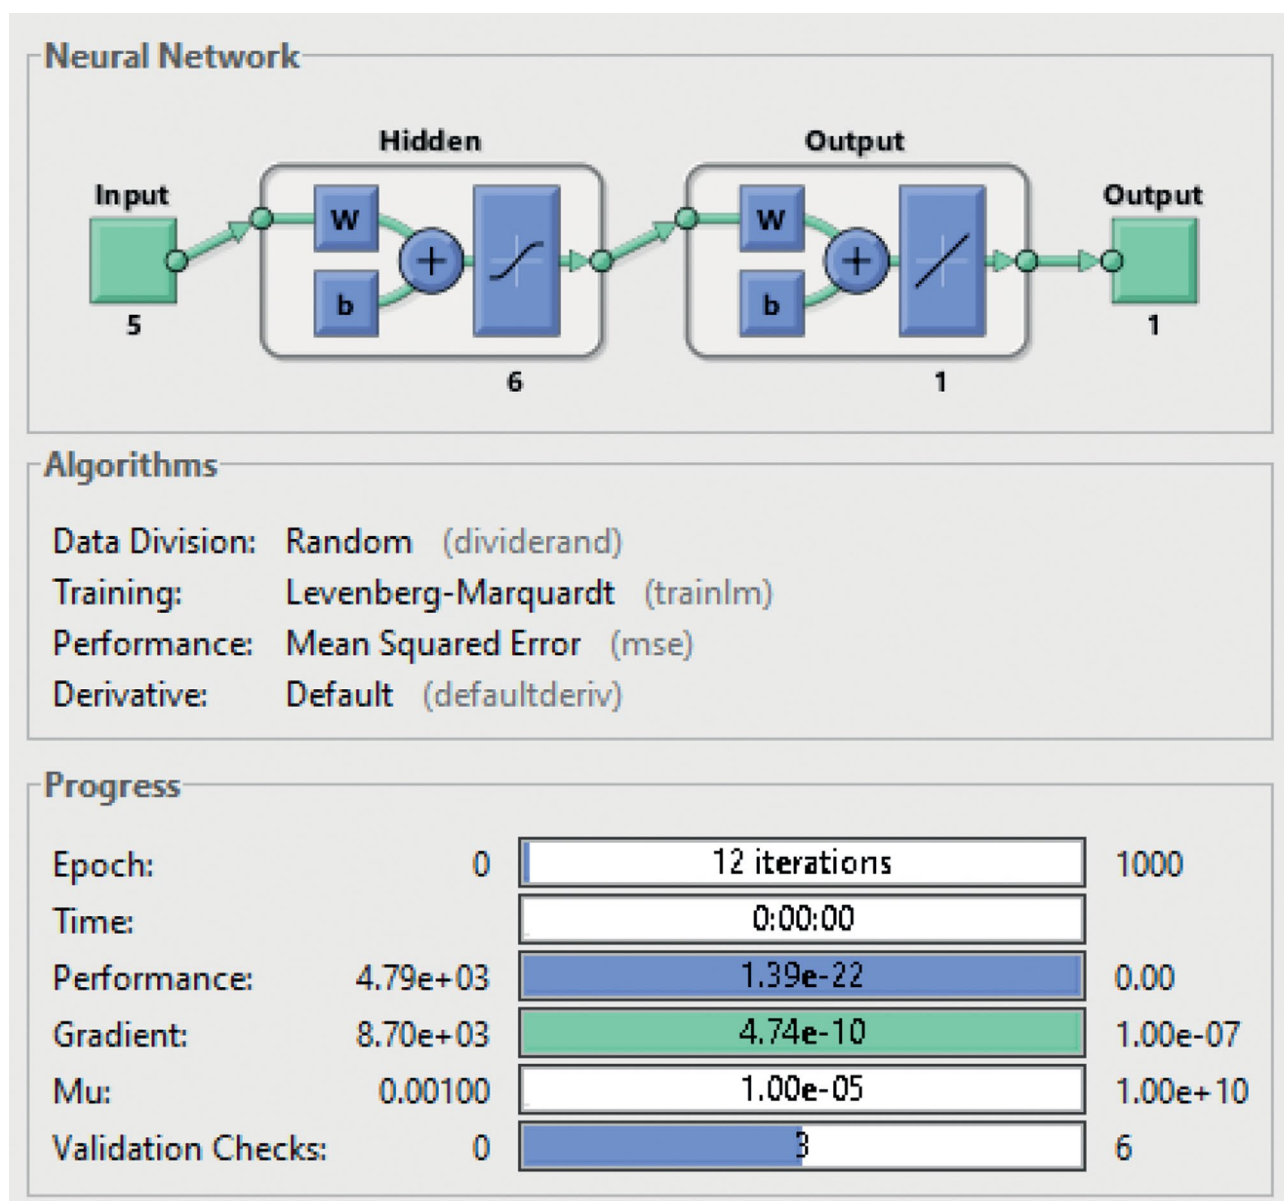 Neural Network
Hidden Output
Input Output
W W
+ +
b b
5 1
6 1
Algorithms
Data Division: Random (dividerand)
Training: Levenberg-Marquardt (trainlm)
Performance: Mean Squared Error (mse)
Derivative: Default (defaultderiv)
Progress
Epoch: 0 12 iterations 1000
Time: 0:00:00
Performance: 4.79e+03 1.39e-22 0.00
Gradient: 8.70e+03 4.74e-10 1.00e-07
Mu: 0.00100 1.00e-05 1.00e+10
Validation Checks: 0 3 6